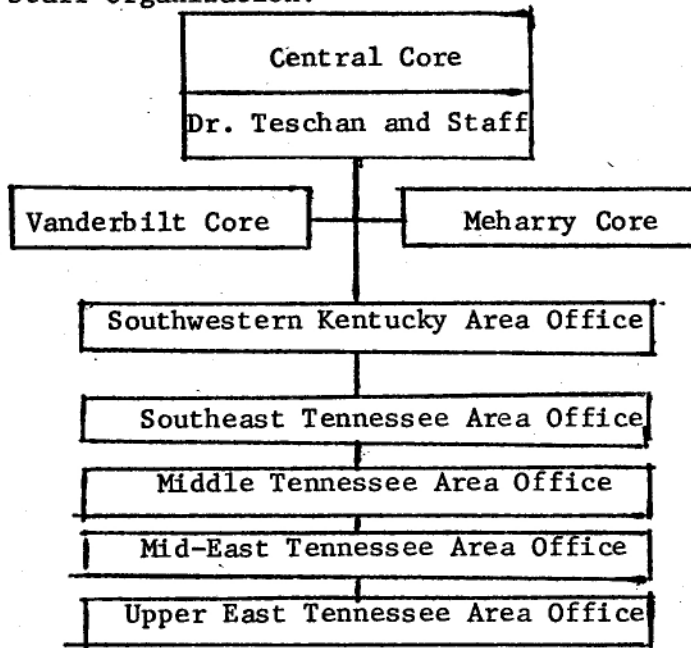 Staff Organization:
Central Core
Dr. Teschan and Staff
Vanderbilt Core
Meharry Core
Southwestern Kentucky Area Office
Southeast Tennessee Area Office
Middle Tennessee Area Office
Mid-East Tennessee Area Office
Upper East Tennessee Area Office